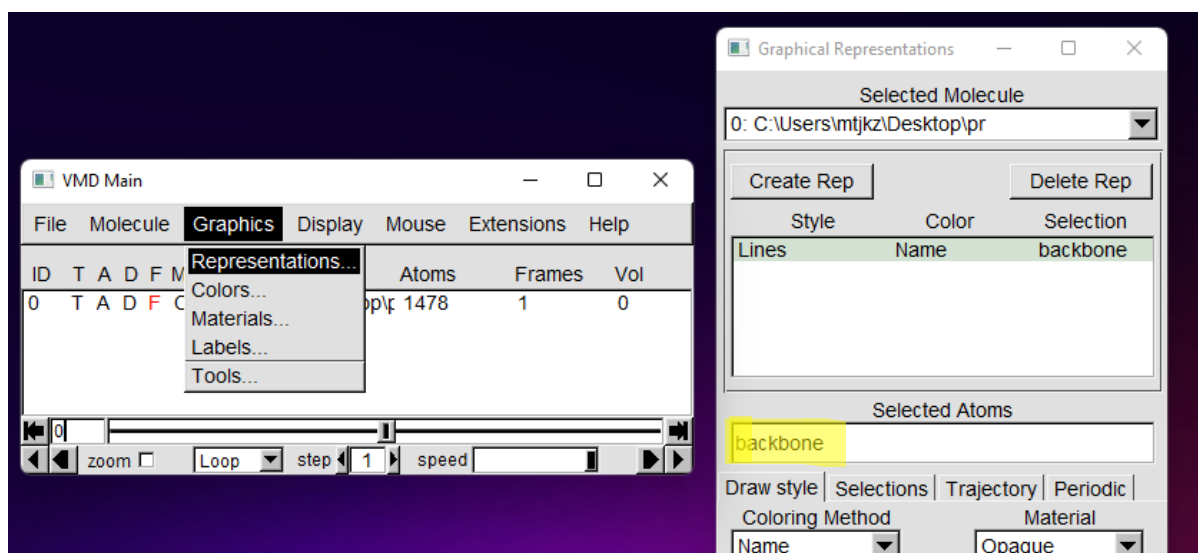 VMD Main
File Molecule Graphics Display Mouse Extensions Help
ID T A D F M Atoms Frames Vol
0 T A D F 1478 1 0
Representations...
Colors...
Materials...
Labels...
Tools...
0
zoom Loop step 1 speed
Graphical Representations
Selected Molecule
0: C:\Users\mtjkz\Desktop\pr
Create Rep Delete Rep
Style Color Selection
Lines Name backbone
Selected Atoms
backbone
Draw style Selections Trajectory Periodic
Coloring Method Material
Name Opaque